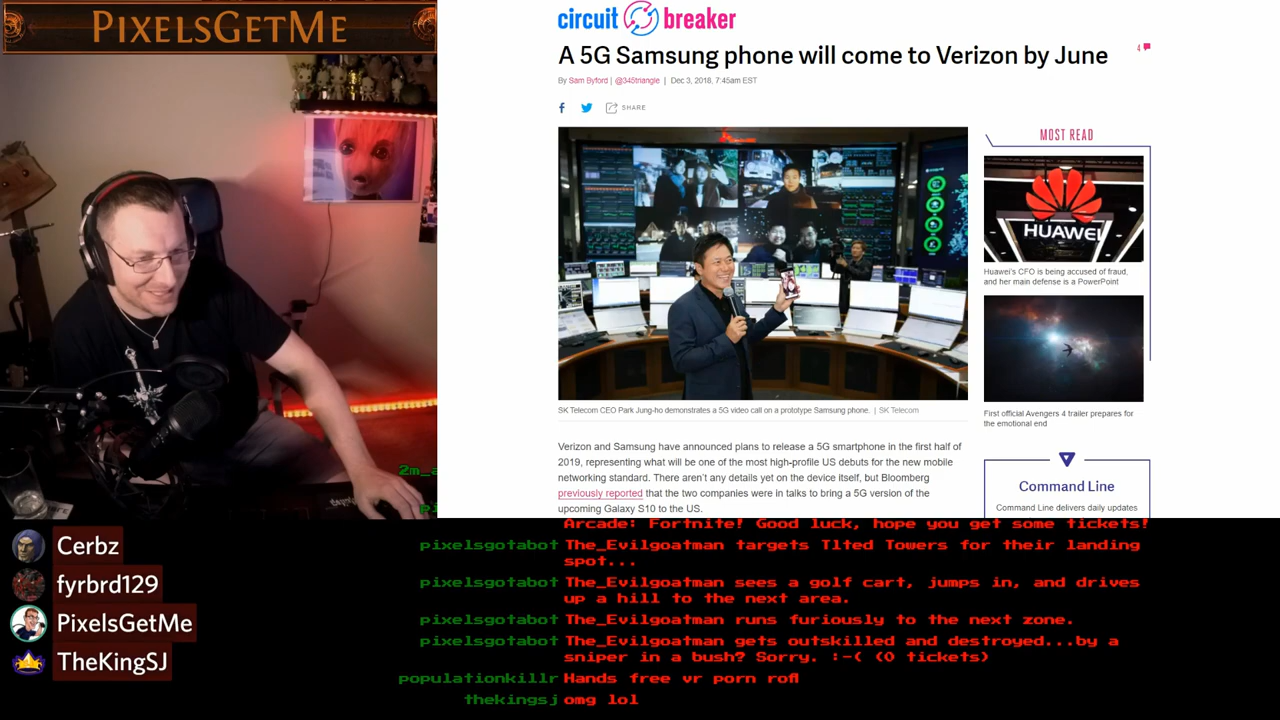 PIXELSGETME
circuit breaker
A 5G Samsung phone will come to Verizon by June
4
By Sam Byford | @345triangle | Dec 3, 2018, 7:45am EST
SHARE
MOST READ
HUAWEI
Huawei's CFO is being accused of fraud,
and her main defense is a PowerPoint
First official Avengers 4 trailer prepares for
the emotional end
SK Telecom CEO Park Jung-ho demonstrates a 5G video call on a prototype Samsung phone. | SK Telecom
Verizon and Samsung have announced plans to release a 5G smartphone in the first half of
2019, representing what will be one of the most high-profile US debuts for the new mobile
networking standard. There aren't any details yet on the device itself, but Bloomberg
previously reported that the two companies were in talks to bring a 5G version of the
upcoming Galaxy S10 to the US.
Command Line
Command Line delivers daily updates
Cerbz
fyrbrd129
PixelsGetMe
TheKingSJ
2m_a
Arcade: Fortnite! Good luck, hope you get some tickets!
pixelsgotabot The_Evilgoatman targets Tlted Towers for their landing
spot...
pixelsgotabot The_Evilgoatman sees a golf cart, jumps in, and drives
up a hill to the next area.
pixelsgotabot The_Evilgoatman runs furiously to the next zone.
pixelsgotabot The_Evilgoatman gets outskilled and destroyed...by a
sniper in a bush? Sorry. :-( (0 tickets)
populationkillr Hands free vr porn rofl
thekingsj omg lol